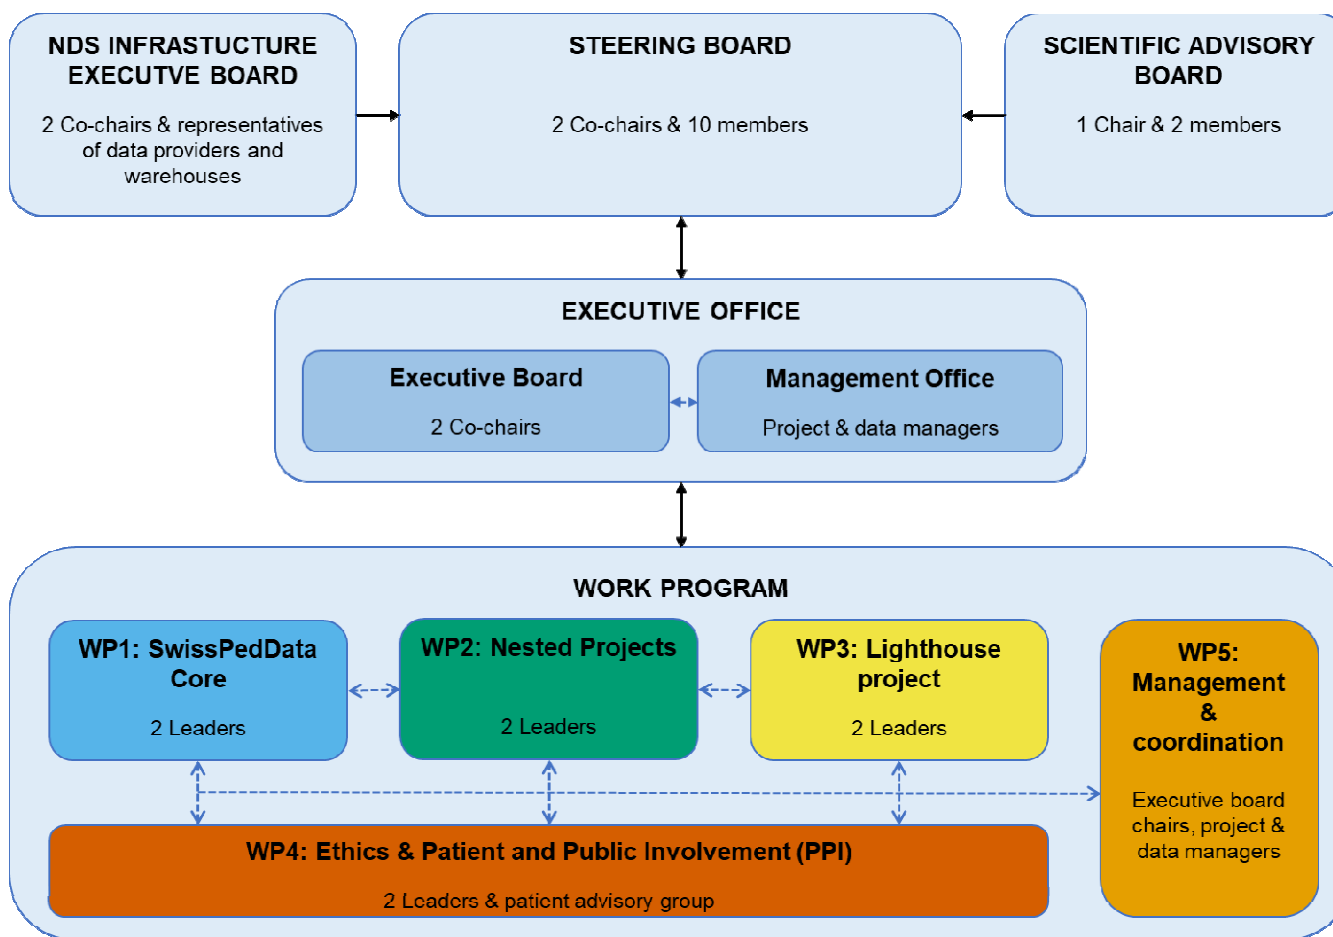 NDS INFRASTUCTURE
EXECUTVE BOARD
2 Co-chairs & representatives
of data providers and
warehouses
STEERING BOARD
2 Co-chairs & 10 members
SCIENTIFIC ADVISORY
BOARD
1 Chair & 2 members
EXECUTIVE OFFICE
Executive Board
2 Co-chairs
Management Office
Project & data managers
WORK PROGRAM
WP1: SwissPedData
Core
2 Leaders
WP2: Nested Projects
2 Leaders
WP3: Lighthouse
project
2 Leaders
WP5:
Management
&
coordination
Executive board
chairs, project &
data managers
WP4: Ethics & Patient and Public Involvement (PPI)
2 Leaders & patient advisory group